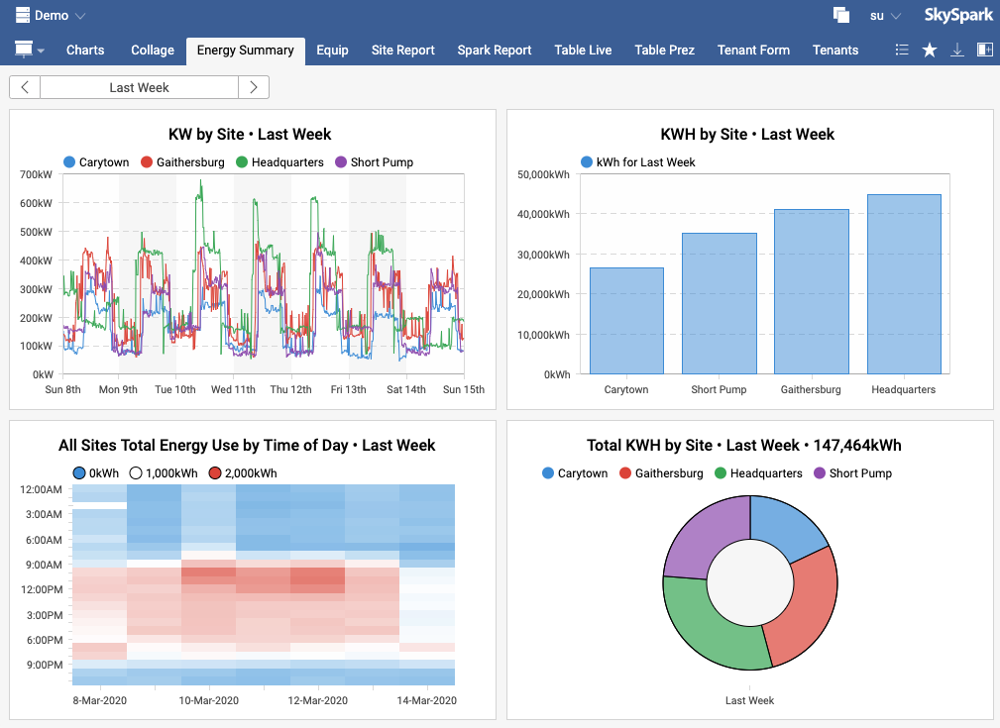 Demo su SkySpark
Charts Collage Energy Summary Equip Site Report Spark Report Table Live Table Prez Tenant Form Tenants
Last Week
KW by Site • Last Week
Carytown Gaithersburg Headquarters Short Pump
700kW
600kW
500kW
400kW
300kW
200kW
100kW
0kW
Sun 8th Mon 9th Tue 10th Wed 11th Thu 12th Fri 13th Sat 14th Sun 15th
KWH by Site • Last Week
kWh for Last Week
50,000kWh
40,000kWh
30,000kWh
20,000kWh
10,000kWh
0kWh
Carytown Short Pump Gaithersburg Headquarters
All Sites Total Energy Use by Time of Day • Last Week
0kWh 1,000kWh 2,000kWh
12:00AM
3:00AM
6:00AM
9:00AM
12:00PM
3:00PM
6:00PM
9:00PM
8-Mar-2020 10-Mar-2020 12-Mar-2020 14-Mar-2020
Total KWH by Site • Last Week • 147,464kWh
Carytown Gaithersburg Headquarters Short Pump
Last Week